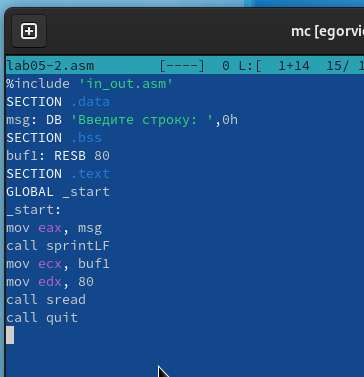 mc [egorvi
lab05-2.asm [----] 0 L:[ 1+14 15/ 1
%include 'in_out.asm'
SECTION .data
msg: DB 'Введите строку: ',0h
SECTION .bss
buf1: RESB 80
SECTION .text
GLOBAL _start
_start:
mov eax, msg
call sprintLF
mov ecx, buf1
mov edx, 80
call sread
call quit